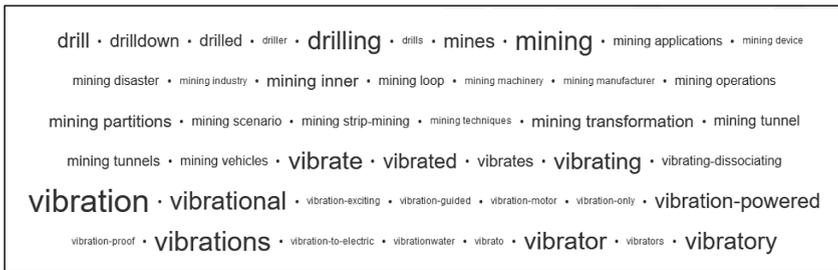 drill • drilldown • drilled • driller • drilling • drills • mines • mining • mining applications • mining device
mining disaster • mining industry • mining inner • mining loop • mining machinery • mining manufacturer • mining operations
mining partitions • mining scenario • mining strip-mining • mining techniques • mining transformation • mining tunnel
mining tunnels • mining vehicles • vibrate • vibrated • vibrates • vibrating • vibrating-dissociating
vibration • vibrational • vibration-exciting • vibration-guided • vibration-motor • vibration-only • vibration-powered
vibration-proof • vibrations • vibration-to-electric • vibrationwater • vibrato • vibrator • vibrators • vibratory